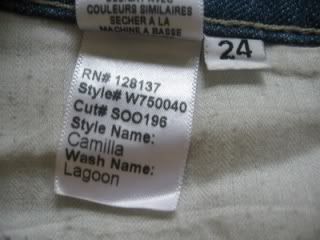 COULEURS SIMILAIRES
SECHER A LA
MACHINE A BASSE
24
RN# 128137
Style# W750040
Cut# SOO196
Style Name:
Camilla
Wash Name:
Lagoon